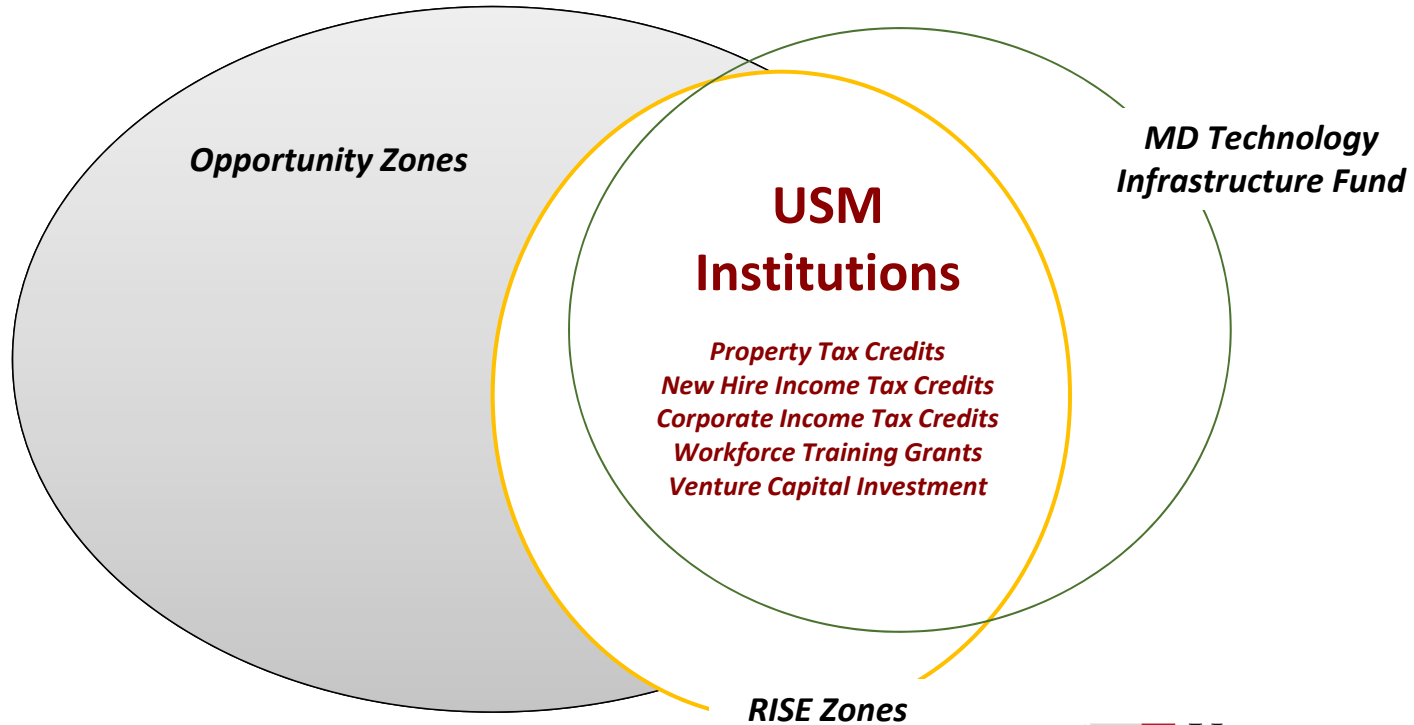 Opportunity Zones
MD Technology
Infrastructure Fund
USM
Institutions
Property Tax Credits
New Hire Income Tax Credits
Corporate Income Tax Credits
Workforce Training Grants
Venture Capital Investment
RISE Zones